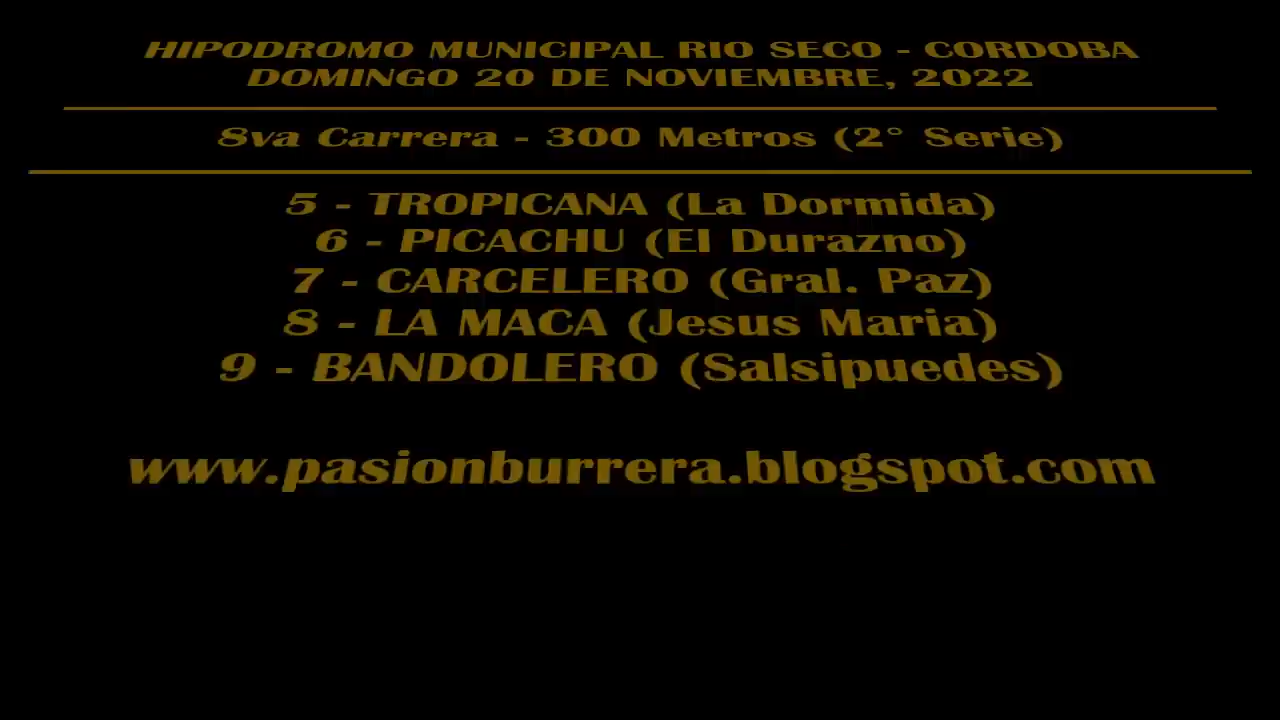 HIPODROMO MUNICIPAL RIO SECO - CORDOBA
DOMINGO 20 DE NOVIEMBRE, 2022
8va Carrera - 300 Metros (2° Serie)
5 - TROPICANA (La Dormida)
6 - PICACHU (El Durazno)
7 - CARCELERO (Gral. Paz)
8 - LA MACA (Jesus Maria)
9 - BANDOLERO (Salsipuedes)
www.pasionburrera.blogspot.com